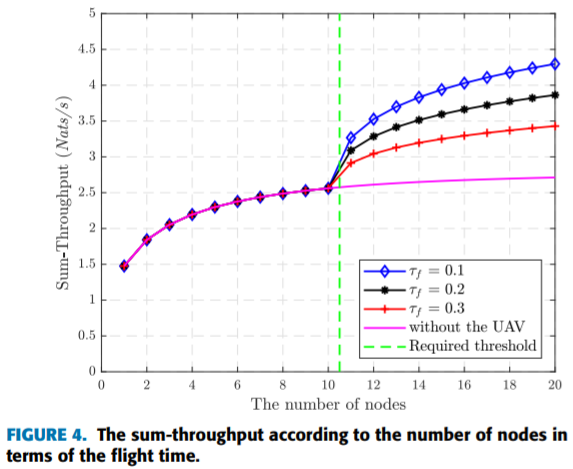 5
4.5
4
3.5
3
2.5
2
1.5
1
0.5
0
Sum-Throughput (Nats/s)
0 2 4 6 8 10 12 14 16 18 20
The number of nodes
τf = 0.1
τf = 0.2
τf = 0.3
without the UAV
Required threshold
FIGURE 4. The sum-throughput according to the number of nodes in
terms of the flight time.